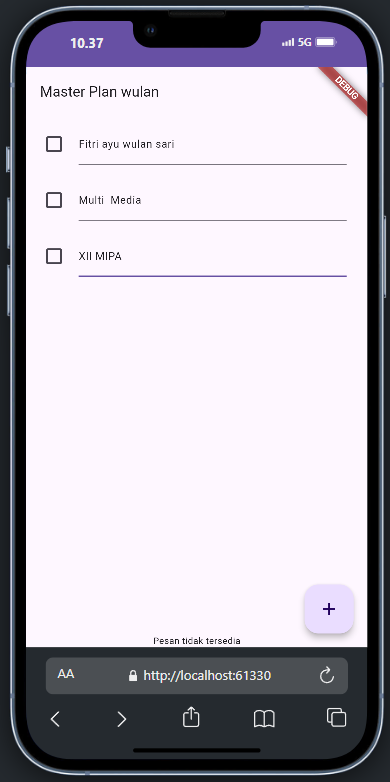 10.37
5G
DEBUG
Master Plan wulan
Fitri ayu wulan sari
Multi  Media
XII MIPA
+
Pesan tidak tersedia
AA
http://localhost:61330